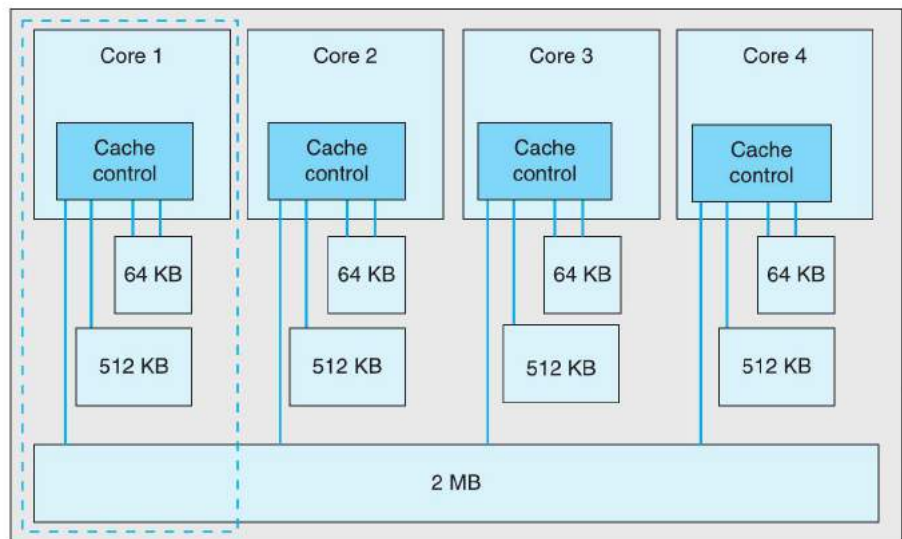 Core 1
Core 2
Core 3
Core 4
Cache
control
Cache
control
Cache
control
Cache
control
64 KB
64 KB
64 KB
64 KB
512 KB
512 KB
512 KB
512 KB
2 MB